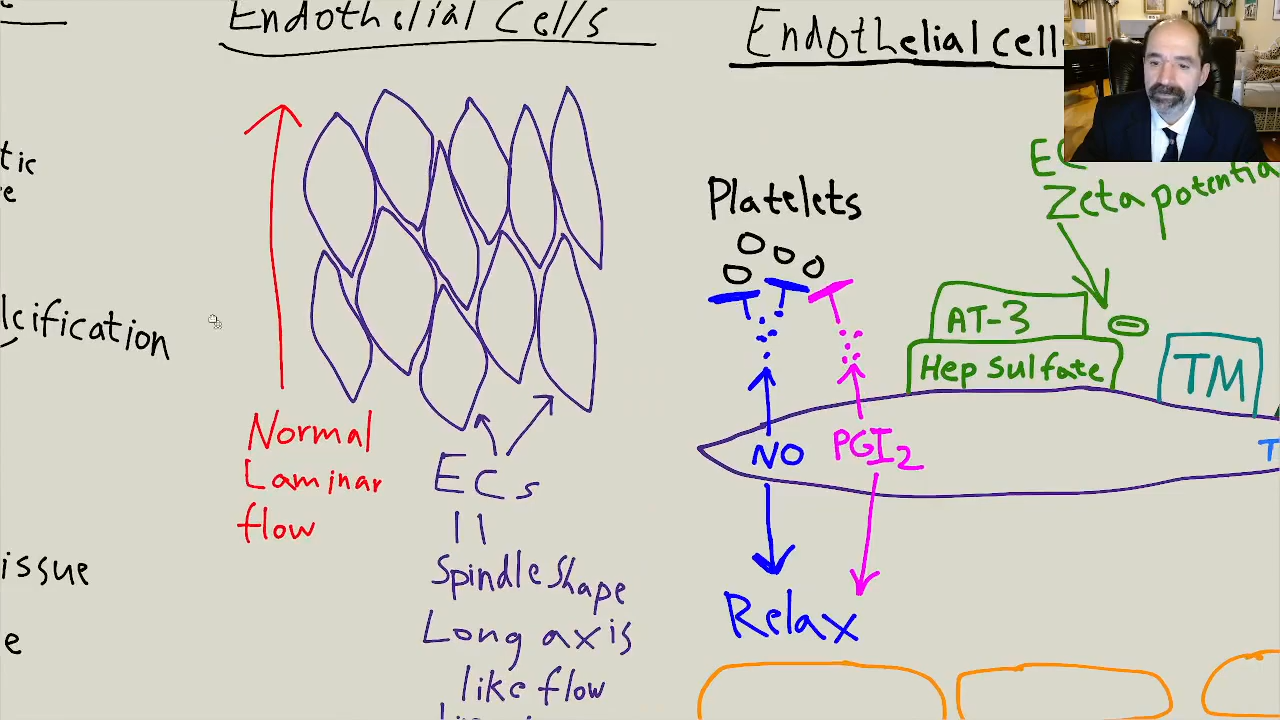 tic
re
lcification
issue
e
Endothelial Cells
Normal
Laminar
flow
ECs
||
Spindle shape
Long axis
like flow
Endothelial cell
Platelets
EC
Zeta potential
AT-3
Hep Sulfate
TM
NO
PGI2
T
Relax